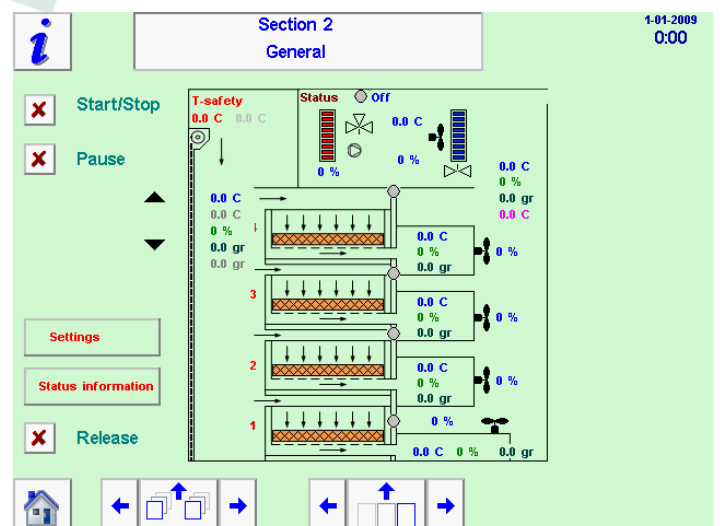 i
Section 2
General
1-01-2009
0:00
Start/Stop
Pause
T-safety
0.0 C 0.0 C
Status Off
0.0 C
0 %
0 %
0.0 C
0 %
0.0 gr
0.0 C
0.0 C
0.0 C
0 %
0.0 gr
0.0 gr
0.0 C
0 %
0.0 gr
0 %
3
0.0 C
0 %
0.0 gr
0 %
2
0.0 C
0 %
0.0 gr
0 %
1
0 %
0.0 C 0 % 0.0 gr
Settings
Status information
Release